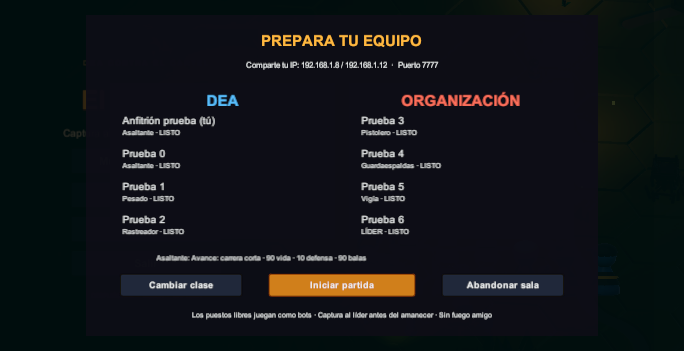 PREPARA TU EQUIPO
Comparte tu IP: 192.168.1.8 / 192.168.1.12 · Puerto 7777
DEA
Anfitrión prueba (tú)
Asaltante · LISTO
Prueba 0
Asaltante · LISTO
Prueba 1
Pesado · LISTO
Prueba 2
Rastreador · LISTO
ORGANIZACIÓN
Prueba 3
Pistolero · LISTO
Prueba 4
Guardaespaldas · LISTO
Prueba 5
Vigía · LISTO
Prueba 6
LÍDER · LISTO
Asaltante: Avance: carrera corta · 90 vida · 10 defensa · 90 balas
Cambiar clase
Iniciar partida
Abandonar sala
Los puestos libres juegan como bots · Captura al líder antes del amanecer · Sin fuego amigo